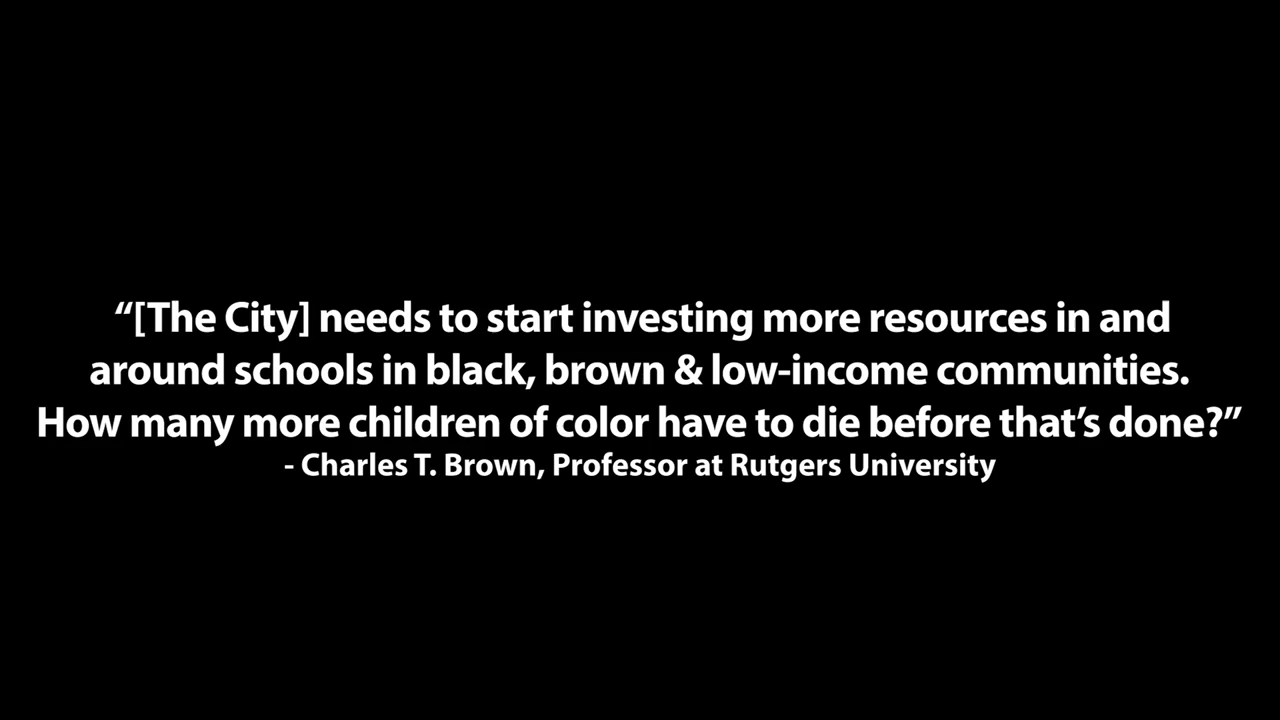 “[The City] needs to start investing more resources in and
around schools in black, brown & low-income communities.
How many more children of color have to die before that’s done?”
- Charles T. Brown, Professor at Rutgers University